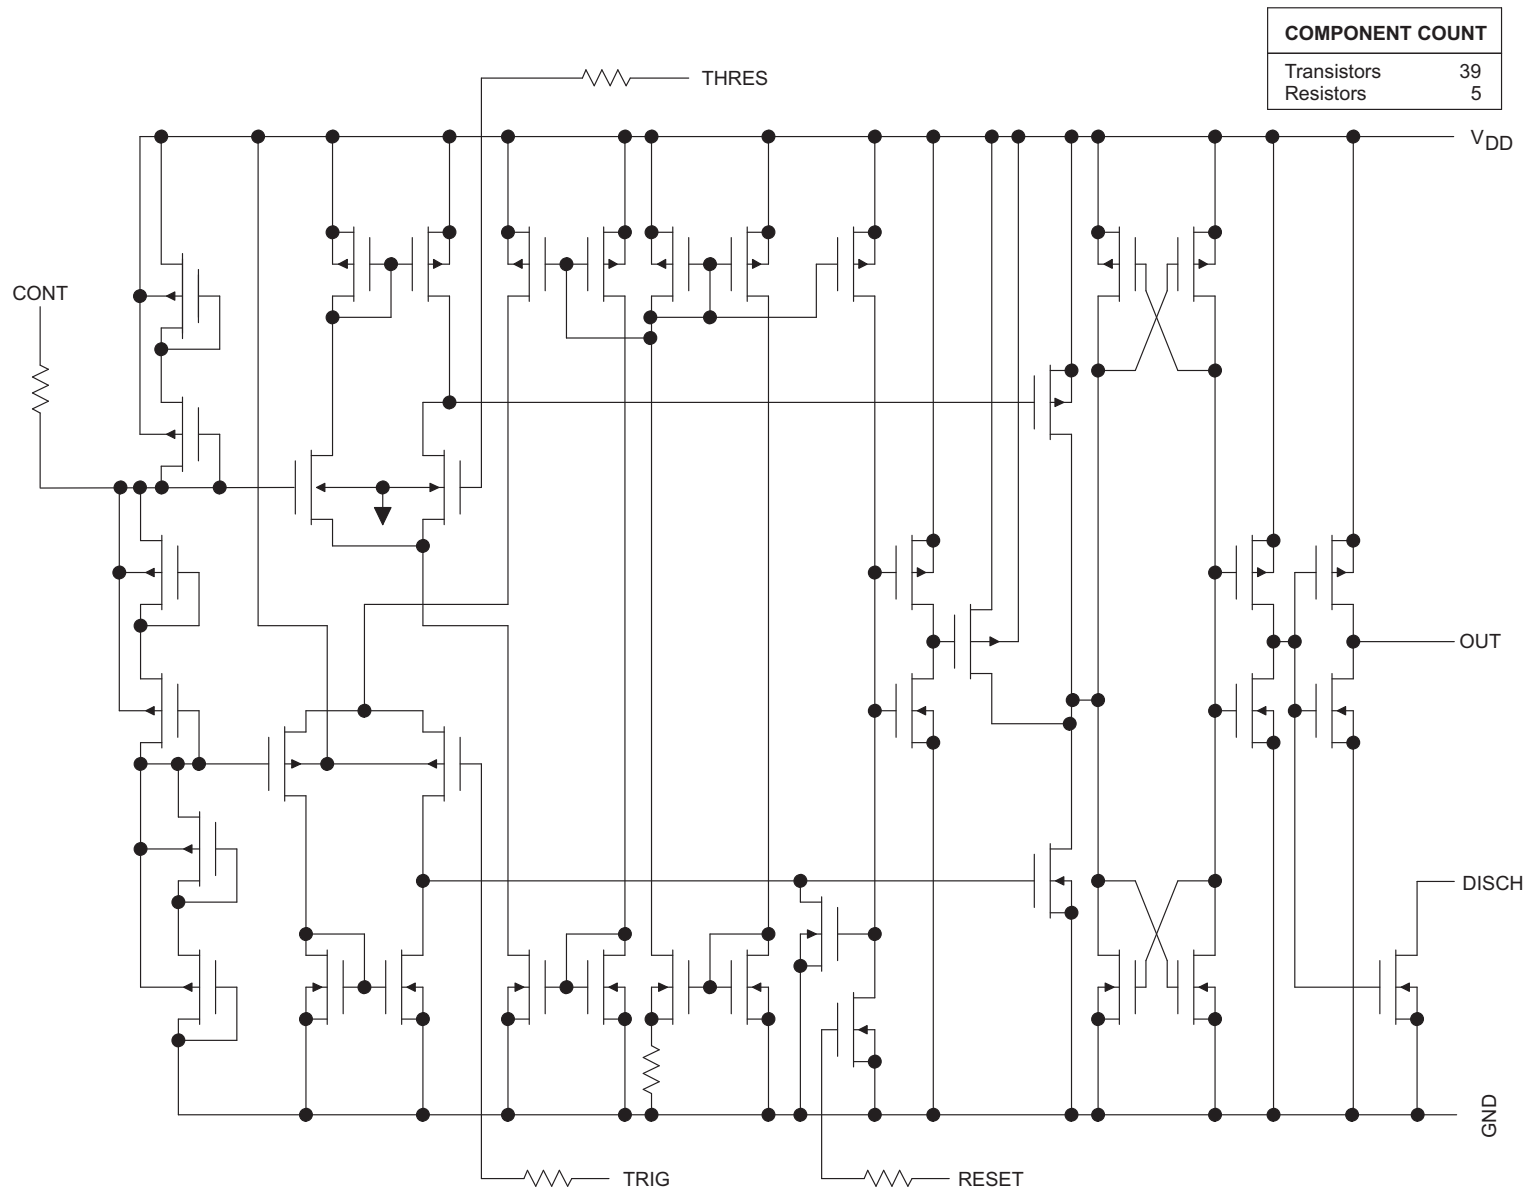 COMPONENT COUNT
Transistors 39
Resistors 5
THRES
VDD
CONT
OUT
DISCH
GND
TRIG
RESET